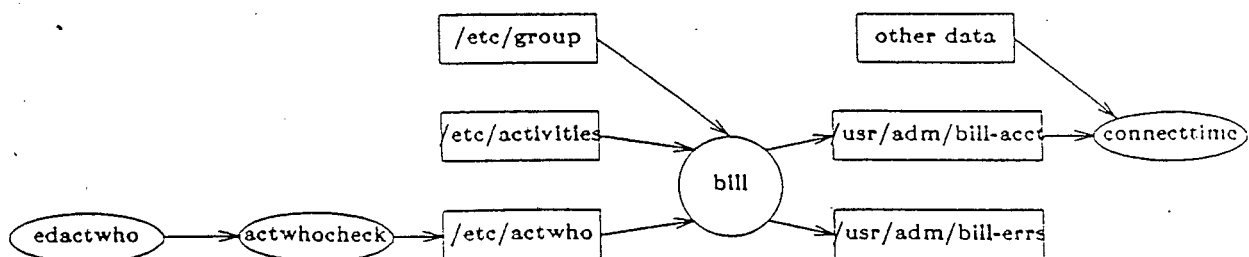 /etc/group
other data
/etc/activities
/usr/adm/bill-acct
connecttime
bill
edactwho
actwhocheck
/etc/actwho
/usr/adm/bill-errs